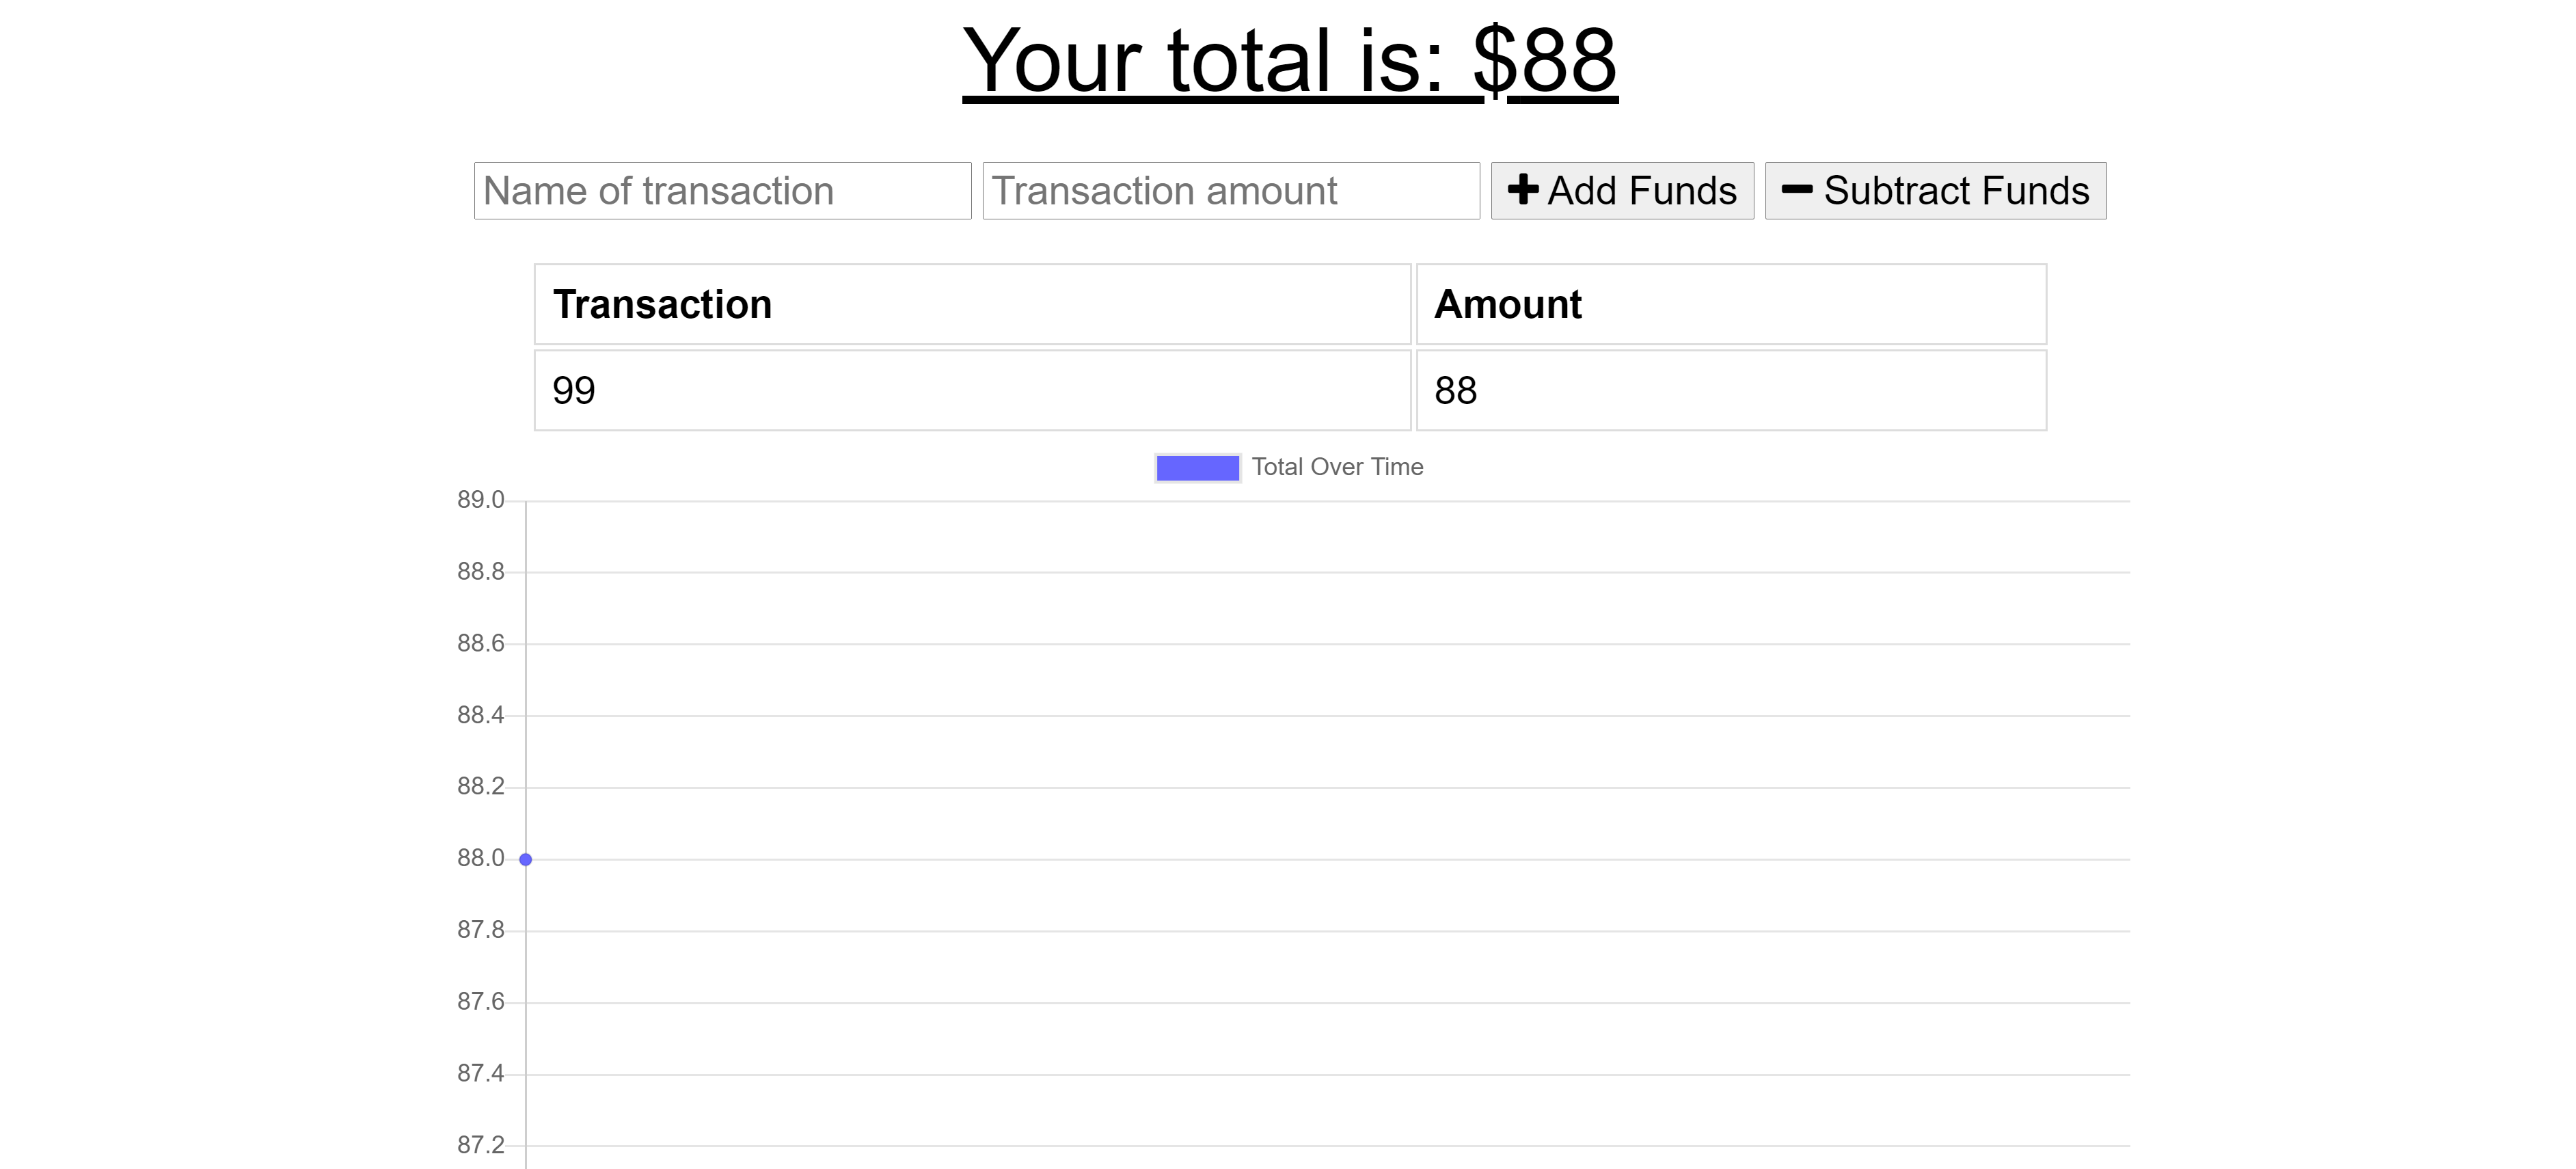 Your total is: $88
Name of transaction Transaction amount Add Funds Subtract Funds
Transaction Amount
99 88
Total Over Time
89.0
88.8
88.6
88.4
88.2
88.0
87.8
87.6
87.4
87.2